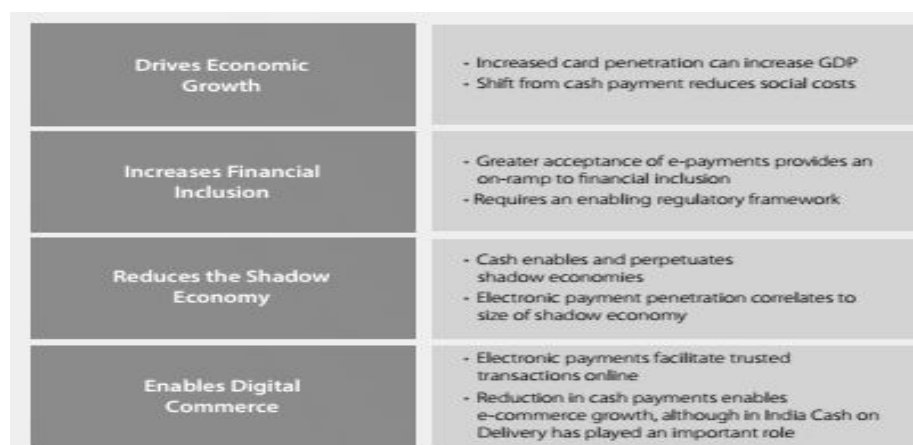 Drives Economic
Growth
- Increased card penetration can increase GDP
- Shift from cash payment reduces social costs
Increases Financial
Inclusion
- Greater acceptance of e-payments provides an
on-ramp to financial inclusion
- Requires an enabling regulatory framework
Reduces the Shadow
Economy
- Cash enables and perpetuates
shadow economies
- Electronic payment penetration correlates to
size of shadow economy
Enables Digital
Commerce
- Electronic payments facilitate trusted
transactions online
- Reduction in cash payments enables
e-commerce growth, although in India Cash on
Delivery has played an important role